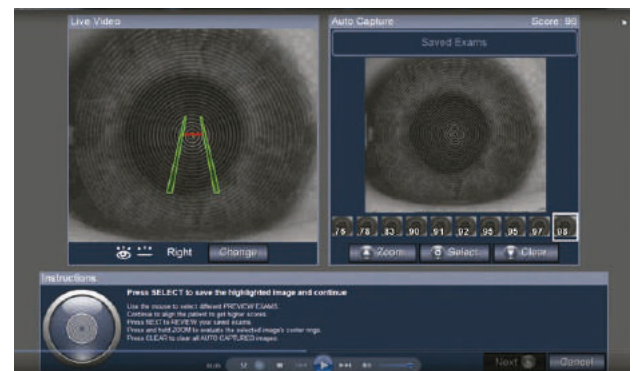 Live Video
Auto Capture Score: 98
Saved Exams
.76 .78 .83 .90 .91 .92 .95 .95 .97 .98
Right Change
Zoom Select Clear
Instructions
Press SELECT to save the highlighted image and continue
Use the mouse to select different PREVIEW EXAMS.
Continue to align the patient to get higher scores.
Press NEXT to REVIEW your saved exams.
Press and hold ZOOM to evaluate the selected image's center rings.
Press CLEAR to clear all AUTO CAPTURED images.
Next Cancel